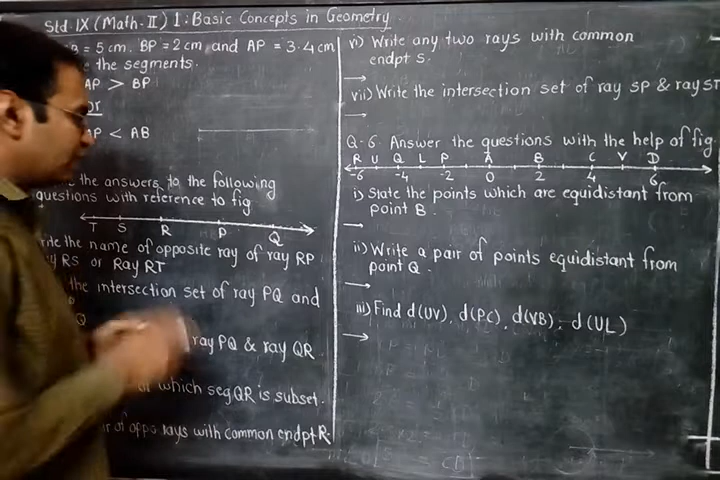 Std. IX (Math-II) 1. Basic Concepts in Geometry
= 5 cm. BP = 2 cm, and AP = 3.4 cm
the segments.
AP > BP
or
AP < AB
the answers to the following
questions with reference to fig
T S R P Q
the name of opposite ray of ray RP
RS or Ray RT
the intersection set of ray PQ and
Q
ray PQ & ray QR.
of which seg.QR is subset.
of oppo. rays with common endpt R.
vi) Write any two rays with common
endpt S.
→
vii) Write the intersection set of ray SP & ray ST
→
Q-6 Answer the questions with the help of fig
R U Q L P A B C V D
-6 -4 -2 0 2 4 6
i) State the points which are equidistant from
point B.
→
ii) Write a pair of points equidistant from
point Q.
→
iii) Find d(UV), d(PC), d(VB), d(UL)
→